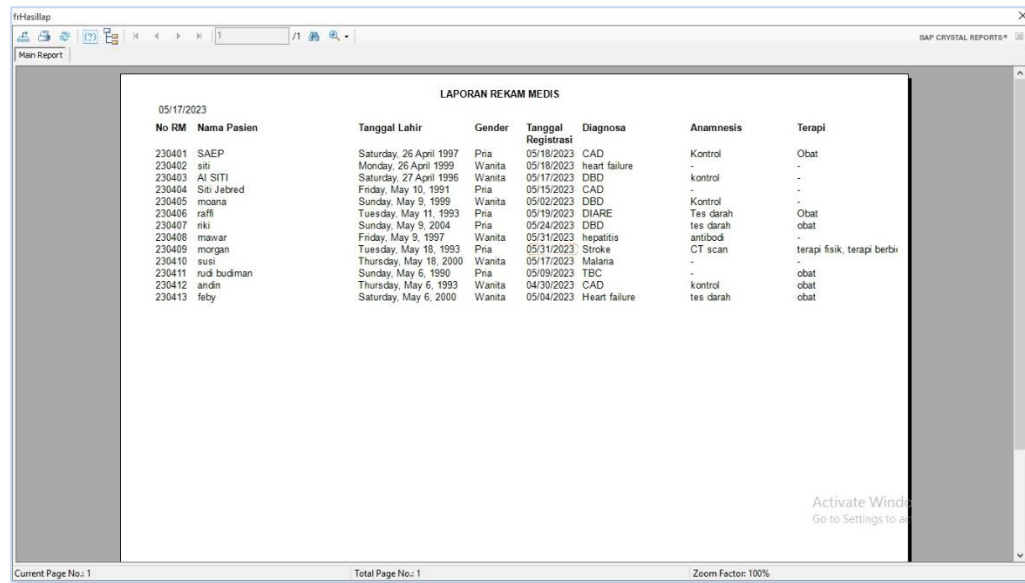 frHasillap
1 /1 SAP CRYSTAL REPORTS®
Main Report
LAPORAN REKAM MEDIS
05/17/2023
No RM Nama Pasien Tanggal Lahir Gender Tanggal Registrasi Diagnosa Anamnesis Terapi
230401 SAEP Saturday, 26 April 1997 Pria 05/18/2023 CAD Kontrol Obat
230402 siti Monday, 26 April 1999 Wanita 05/18/2023 heart failure - -
230403 AI SITI Saturday, 27 April 1996 Wanita 05/17/2023 DBD kontrol -
230404 Siti Jebred Friday, May 10, 1991 Pria 05/15/2023 CAD - -
230405 moana Sunday, May 9, 1999 Wanita 05/02/2023 DBD Kontrol -
230406 raffi Tuesday, May 11, 1993 Pria 05/19/2023 DIARE Tes darah Obat
230407 riki Sunday, May 9, 2004 Pria 05/24/2023 DBD tes darah obat
230408 mawar Friday, May 9, 1997 Wanita 05/31/2023 hepatitis antibodi -
230409 morgan Tuesday, May 18, 1993 Pria 05/31/2023 Stroke CT scan terapi fisik, terapi berbi
230410 susi Thursday, May 18, 2000 Wanita 05/17/2023 Malaria - -
230411 rudi budiman Sunday, May 6, 1990 Pria 05/09/2023 TBC - obat
230412 andin Thursday, May 6, 1993 Wanita 04/30/2023 CAD kontrol obat
230413 feby Saturday, May 6, 2000 Wanita 05/04/2023 Heart failure tes darah obat
Activate Windo
Go to Settings to
Current Page No.: 1 Total Page No.: 1 Zoom Factor: 100%